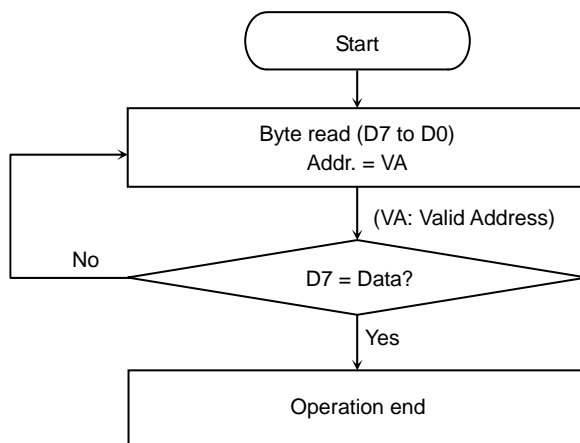 Start
Byte read (D7 to D0)
Addr. = VA
(VA: Valid Address)
No
D7 = Data?
Yes
Operation end